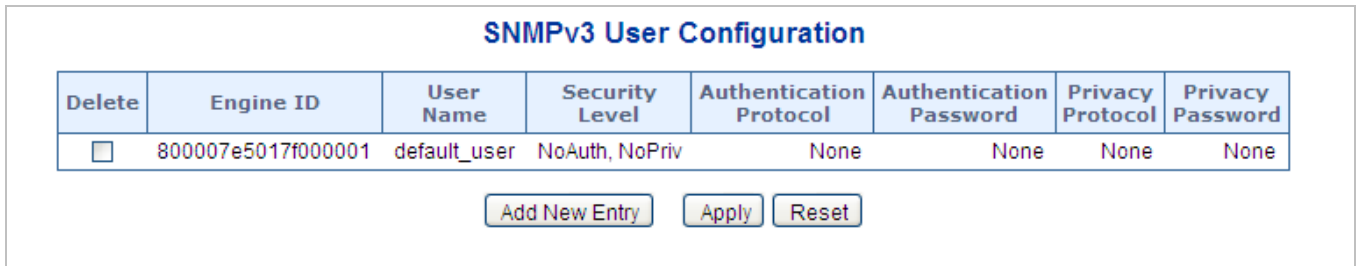 SNMPv3 User Configuration
Delete Engine ID User Name Security Level Authentication Protocol Authentication Password Privacy Protocol Privacy Password
800007e5017f000001 default_user NoAuth, NoPriv None None None None
Add New Entry Apply Reset